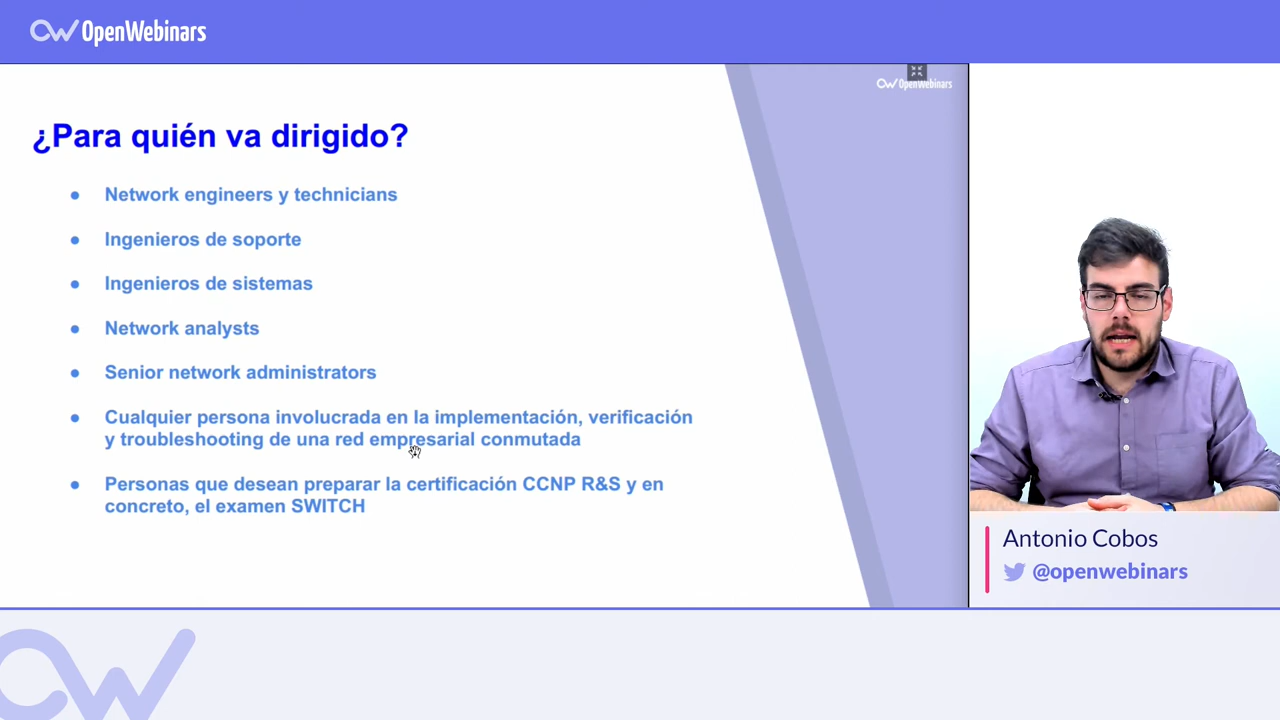 OpenWebinars
OpenWebinars
¿Para quién va dirigido?
● Network engineers y technicians
● Ingenieros de soporte
● Ingenieros de sistemas
● Network analysts
● Senior network administrators
● Cualquier persona involucrada en la implementación, verificación
y troubleshooting de una red empresarial conmutada
● Personas que desean preparar la certificación CCNP R&S y en
concreto, el examen SWITCH
Antonio Cobos
@openwebinars